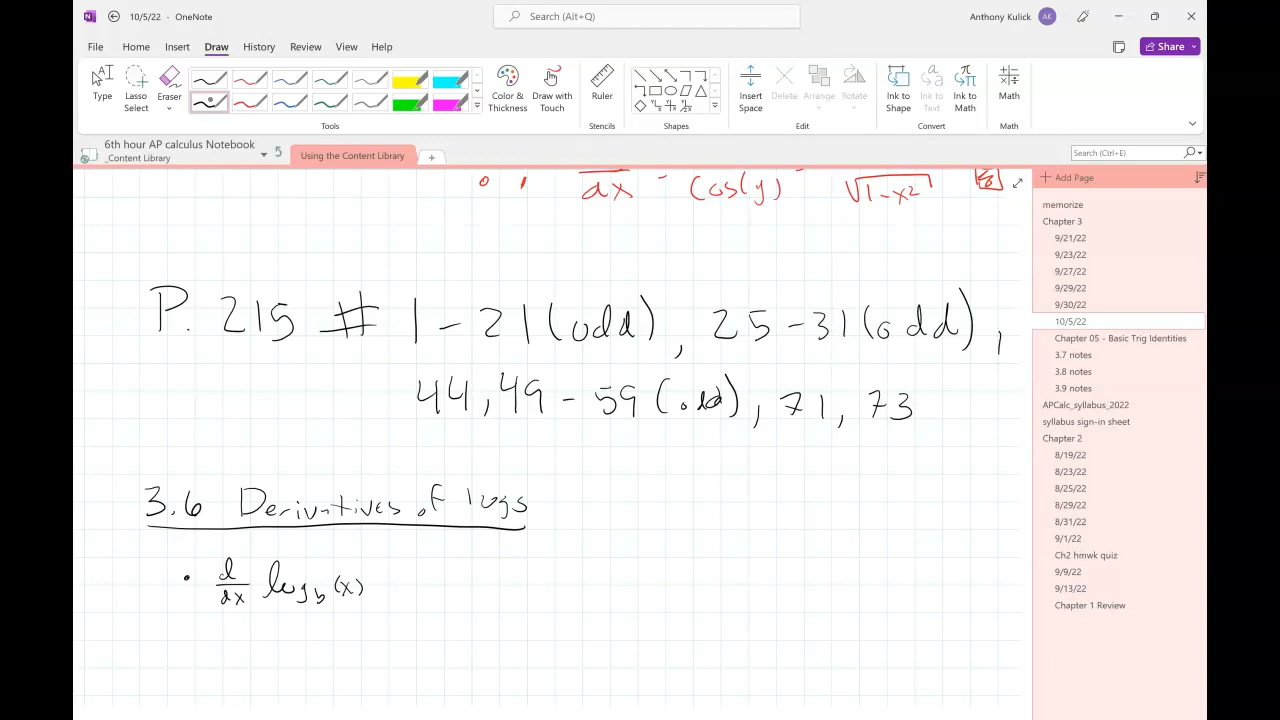 10/5/22 - OneNote
Search (Alt+Q)
Anthony Kulick
AK
File Home Insert Draw History Review View Help
Share
Type
Lasso Select
Eraser
Color & Thickness
Draw with Touch
Ruler
Shapes
Insert Space
Delete
Arrange
Rotate
Ink to Shape
Ink to Text
Ink to Math
Math
Tools
Stencils
Shapes
Edit
Convert
Math
6th hour AP calculus Notebook
_Content Library
Using the Content Library
Search (Ctrl+E)
Add Page
dx - cos(y) - √1-x²
P. 215 # 1-21(odd), 25-31(odd),
44, 49-59(odd), 71, 73
3.6 Derivatives of logs
• d/dx log_b(x)
memorize
Chapter 3
9/21/22
9/23/22
9/27/22
9/29/22
9/30/22
10/5/22
Chapter 05 - Basic Trig Identities
3.7 notes
3.8 notes
3.9 notes
APCalc_syllabus_2022
syllabus sign-in sheet
Chapter 2
8/19/22
8/23/22
8/25/22
8/29/22
8/31/22
9/1/22
Ch2 hmwk quiz
9/9/22
9/13/22
Chapter 1 Review